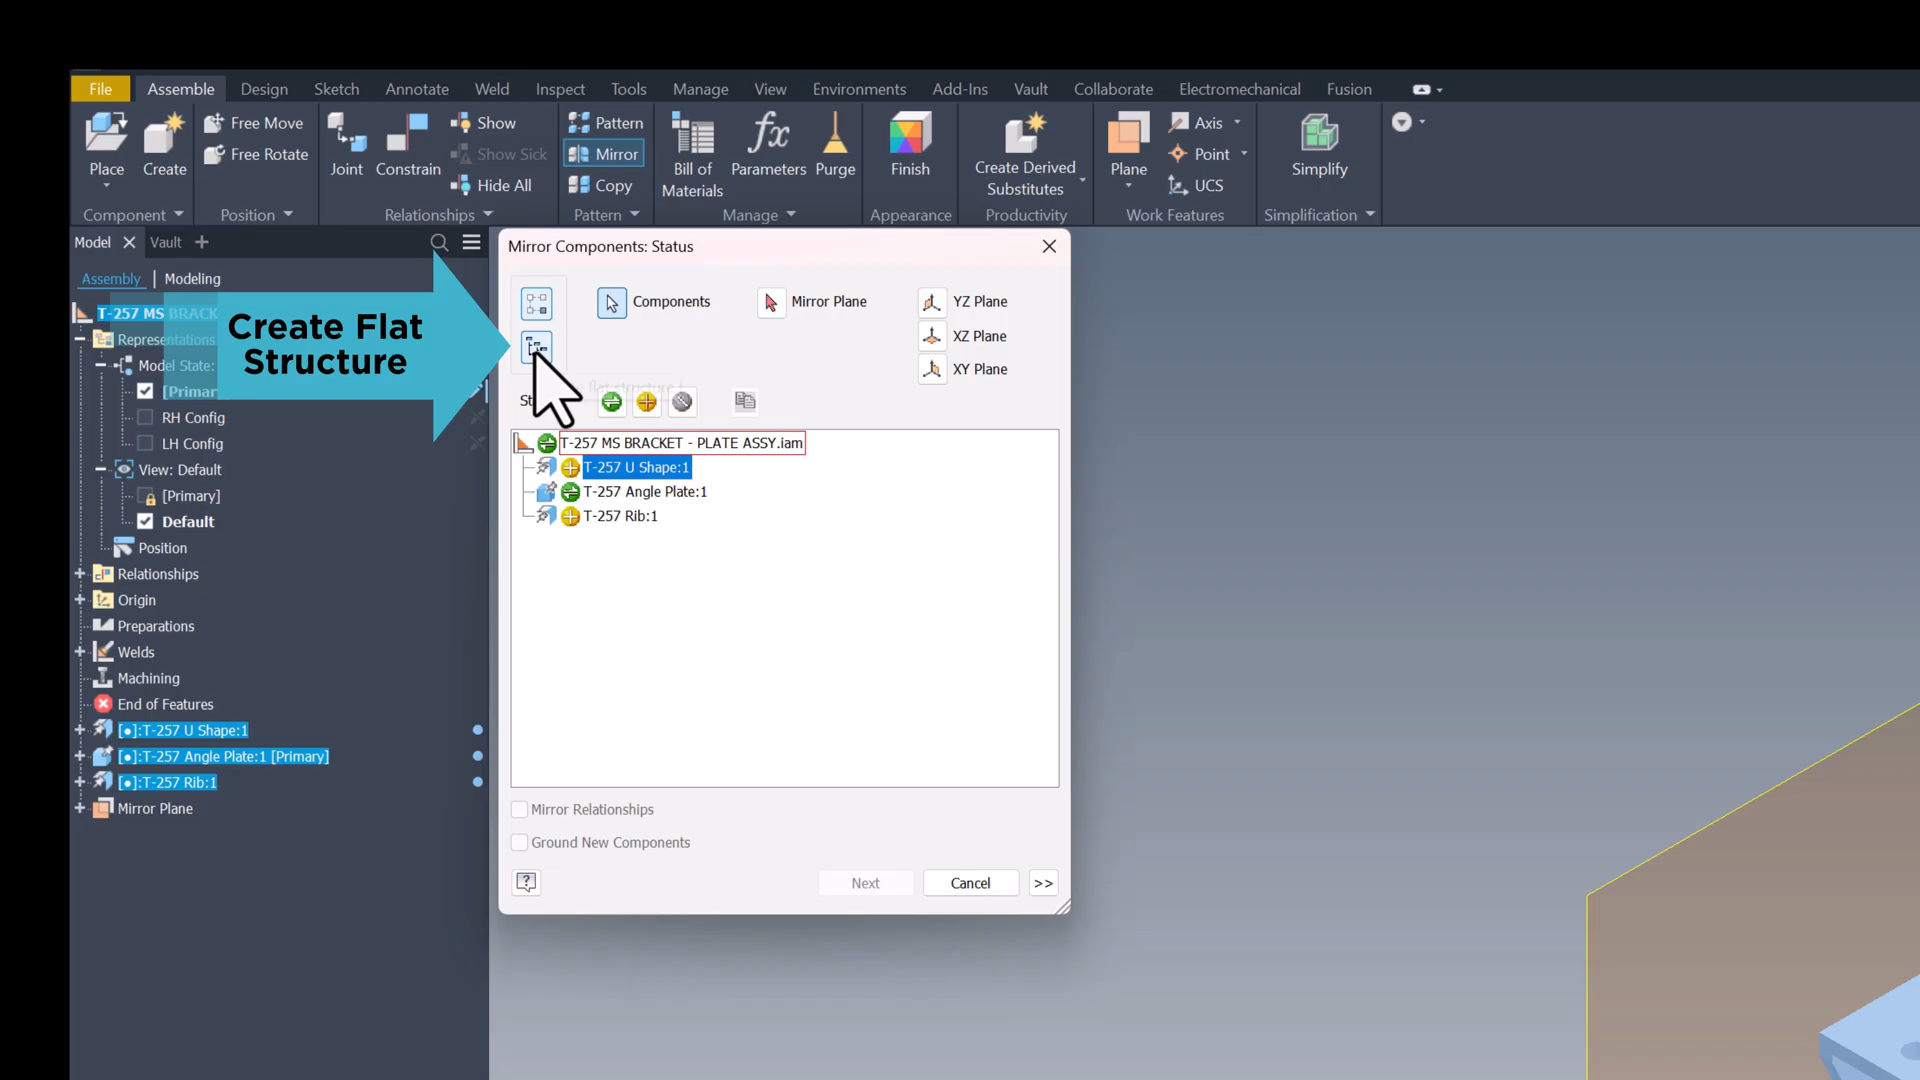 File Assemble Design Sketch Annotate Weld Inspect Tools Manage View Environments Add-Ins Vault Collaborate Electromechanical Fusion
Place
Create
Free Move
Free Rotate
Joint
Constrain
Show
Show Sick
Hide All
Pattern
Mirror
Copy
Bill of
Materials
Parameters
Purge
Finish
Create Derived
Substitutes
Plane
Axis
Point
UCS
Simplify
Component Position Relationships Pattern Manage Appearance Productivity Work Features Simplification
Model Vault
Assembly | Modeling
T-257 MS BRACK
Representations
Model State:
[Primar
RH Config
LH Config
View: Default
[Primary]
Default
Position
Relationships
Origin
Preparations
Welds
Machining
End of Features
[●]:T-257 U Shape:1
[●]:T-257 Angle Plate:1 [Primary]
[●]:T-257 Rib:1
Mirror Plane
Create Flat
Structure
Mirror Components: Status
Components
Mirror Plane
YZ Plane
XZ Plane
XY Plane
flat structure
T-257 MS BRACKET - PLATE ASSY.iam
T-257 U Shape:1
T-257 Angle Plate:1
T-257 Rib:1
Mirror Relationships
Ground New Components
?
Next
Cancel
>>